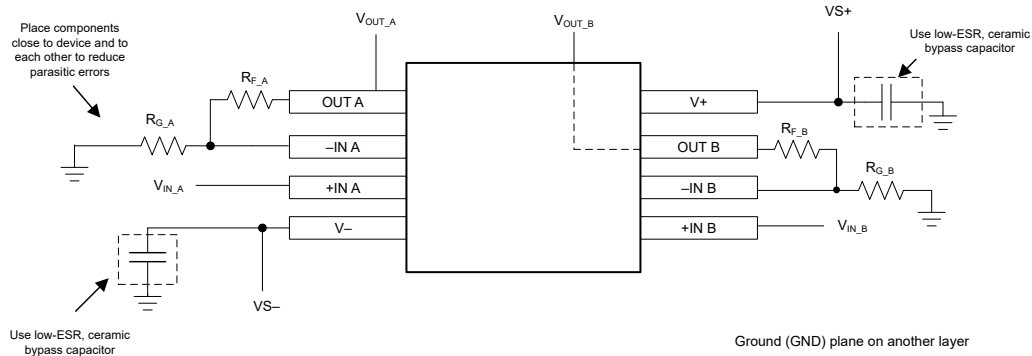 Place components
close to device and to
each other to reduce
parasitic errors
V_OUT_A
V_OUT_B
VS+
Use low-ESR, ceramic
bypass capacitor
R_F_A
OUT A
V+
R_G_A
–IN A
OUT B
R_F_B
V_IN_A
+IN A
–IN B
R_G_B
V–
+IN B
V_IN_B
VS–
Use low-ESR, ceramic
bypass capacitor
Ground (GND) plane on another layer